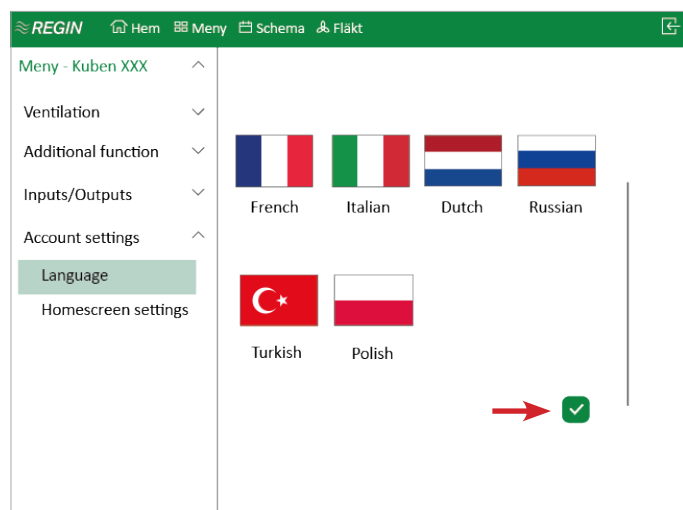 REGIN Hem Meny Schema Fläkt
Meny - Kuben XXX
Ventilation
Additional function
Inputs/Outputs
Account settings
Language
Homescreen settings
French Italian Dutch Russian
Turkish Polish